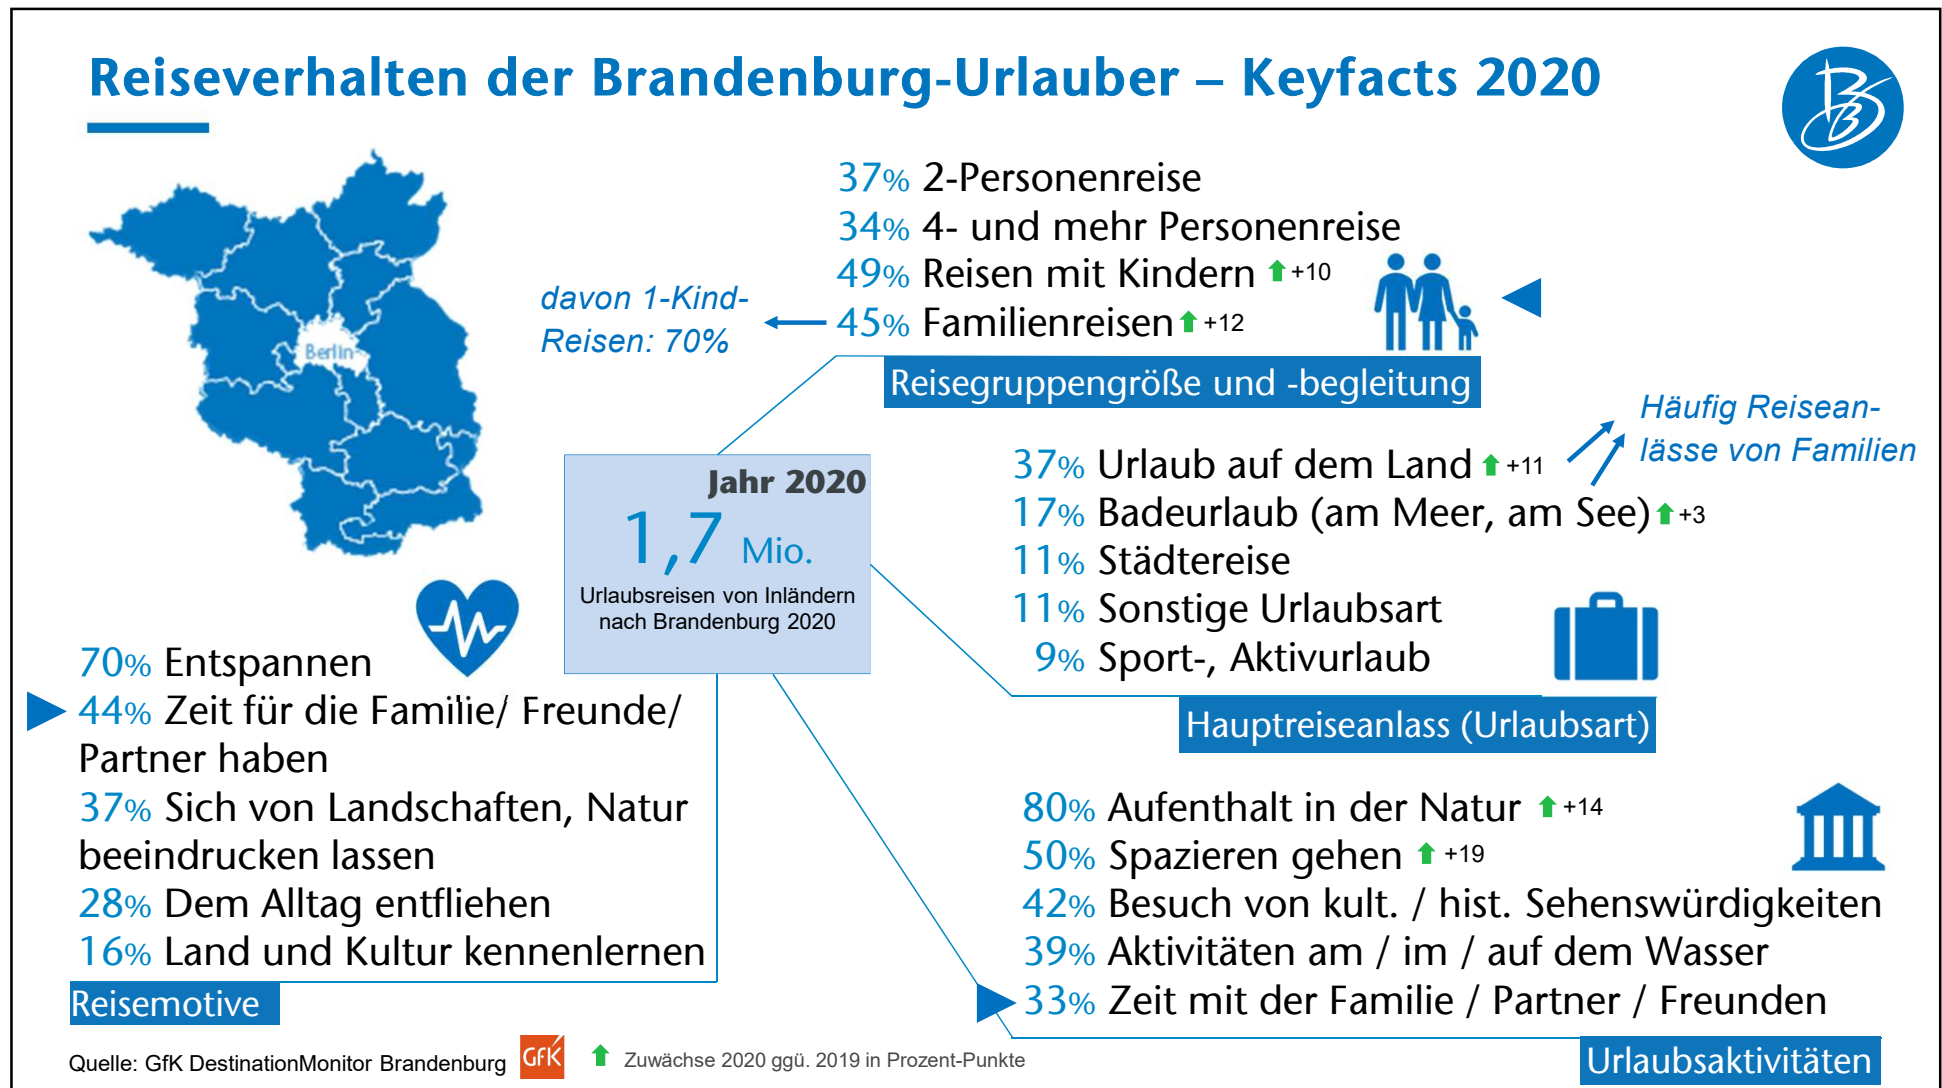 Reiseverhalten der Brandenburg-Urlauber – Keyfacts 2020
37% 2-Personenreise
34% 4- und mehr Personenreise
49% Reisen mit Kindern +10
45% Familienreisen +12
davon 1-Kind-
Reisen: 70%
Reisegruppengröße und -begleitung
Berlin
Jahr 2020
1,7 Mio.
Urlaubsreisen von Inländern
nach Brandenburg 2020
Häufig Reisean-
lässe von Familien
37% Urlaub auf dem Land +11
17% Badeurlaub (am Meer, am See) +3
11% Städtereise
11% Sonstige Urlaubsart
9% Sport-, Aktivurlaub
Hauptreiseanlass (Urlaubsart)
70% Entspannen
44% Zeit für die Familie/ Freunde/
Partner haben
37% Sich von Landschaften, Natur
beeindrucken lassen
28% Dem Alltag entfliehen
16% Land und Kultur kennenlernen
Reisemotive
80% Aufenthalt in der Natur +14
50% Spazieren gehen +19
42% Besuch von kult. / hist. Sehenswürdigkeiten
39% Aktivitäten am / im / auf dem Wasser
33% Zeit mit der Familie / Partner / Freunden
Urlaubsaktivitäten
Quelle: GfK DestinationMonitor Brandenburg
GfK
Zuwächse 2020 ggü. 2019 in Prozent-Punkte